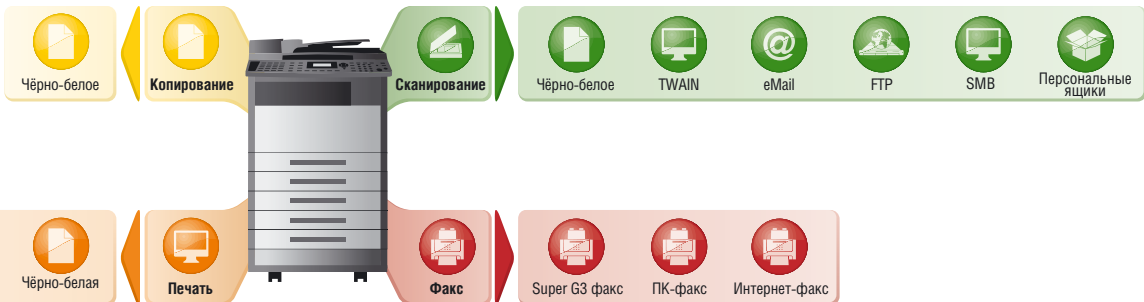 Чёрно-белое
Копирование
Сканирование
Чёрно-белое
TWAIN
eMail
FTP
SMB
Персональные
ящики
Чёрно-белая
Печать
Факс
Super G3 факс
ПК-факс
Интернет-факс